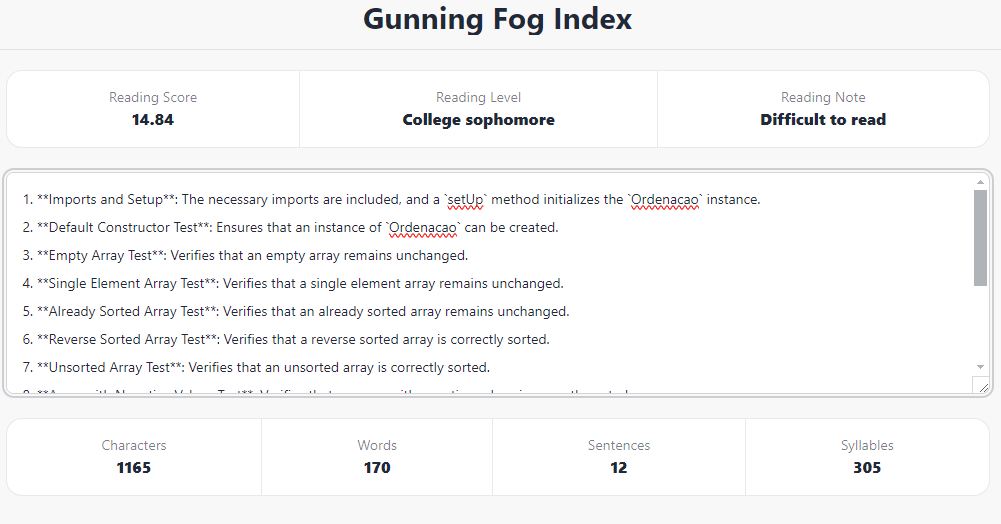 Gunning Fog Index
Reading Score
14.84
Reading Level
College sophomore
Reading Note
Difficult to read
1. **Imports and Setup**: The necessary imports are included, and a `setUp` method initializes the `Ordenacao` instance.
2. **Default Constructor Test**: Ensures that an instance of `Ordenacao` can be created.
3. **Empty Array Test**: Verifies that an empty array remains unchanged.
4. **Single Element Array Test**: Verifies that a single element array remains unchanged.
5. **Already Sorted Array Test**: Verifies that an already sorted array remains unchanged.
6. **Reverse Sorted Array Test**: Verifies that a reverse sorted array is correctly sorted.
7. **Unsorted Array Test**: Verifies that an unsorted array is correctly sorted.
Characters
1165
Words
170
Sentences
12
Syllables
305